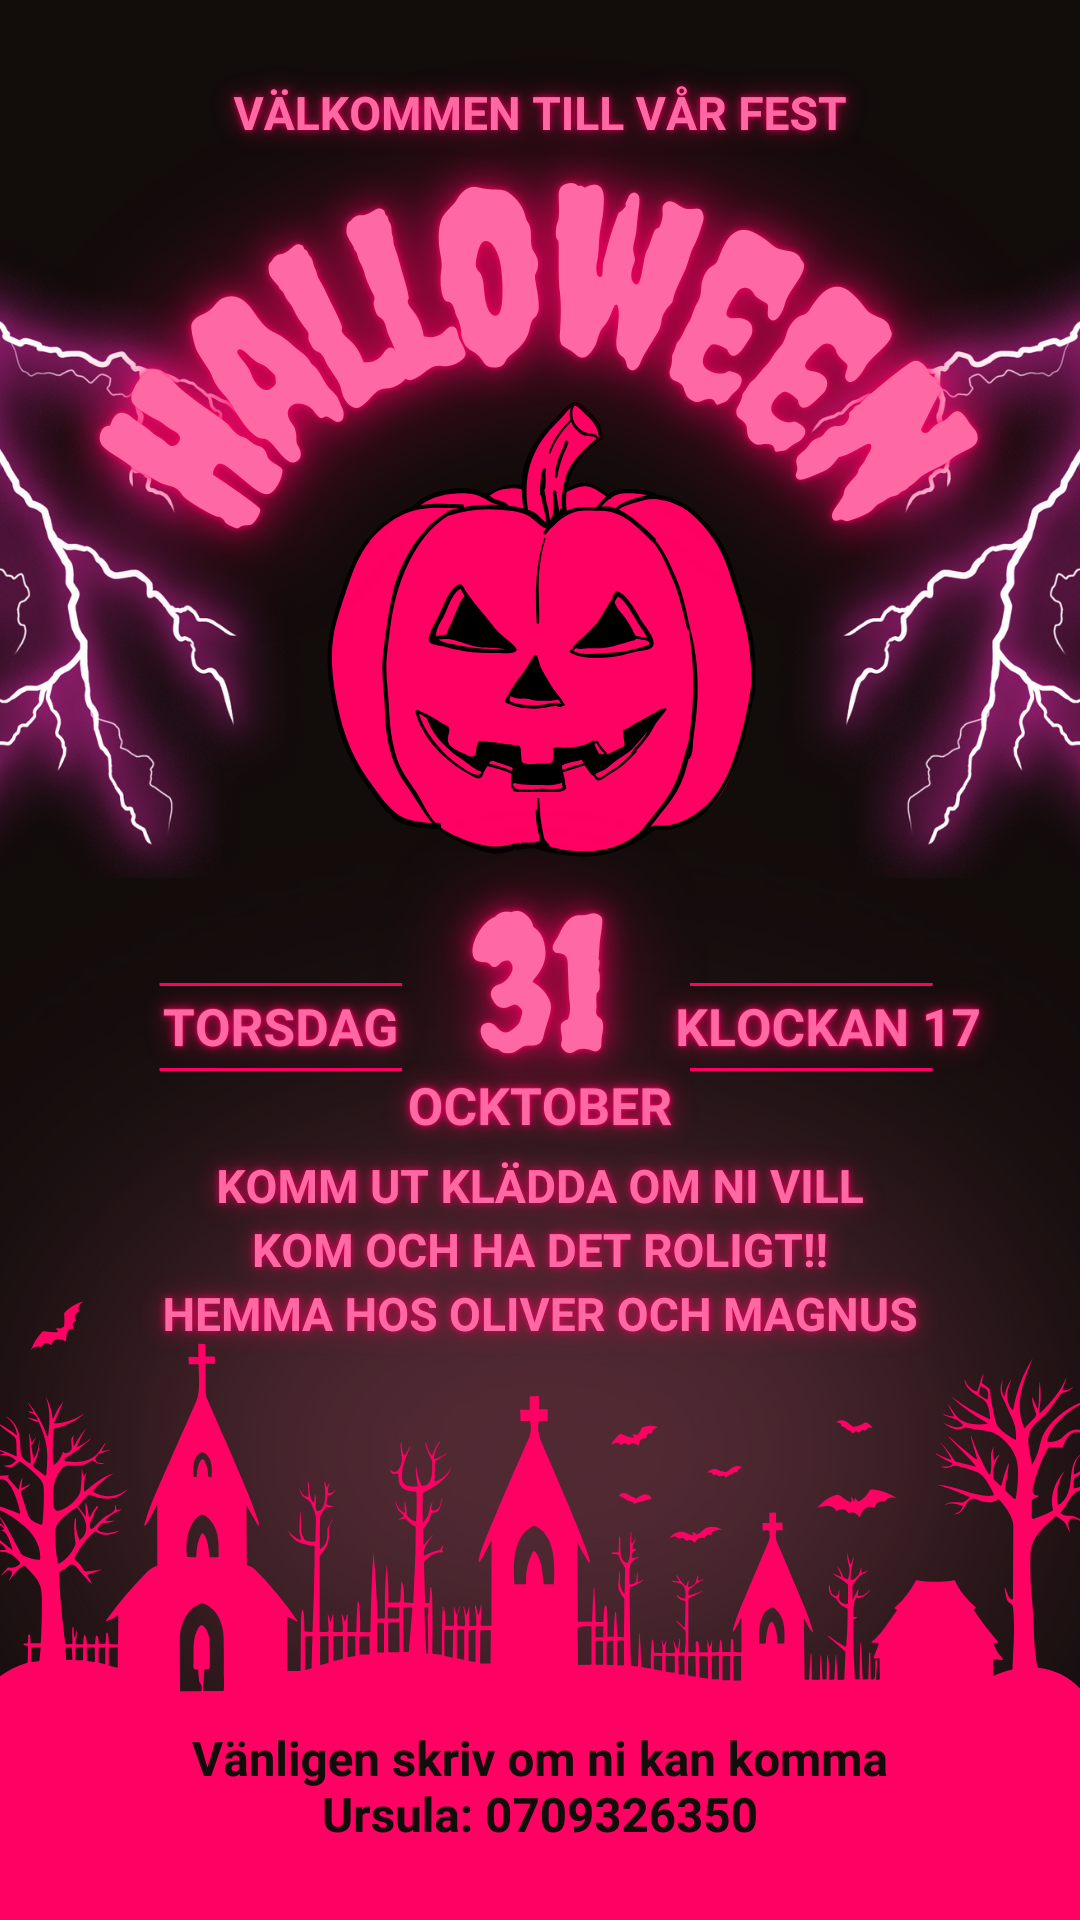 VÄLKOMMEN TILL VÅR FEST
HALLOWEEN
31
TORSDAG
KLOCKAN 17
OCKTOBER
KOMM UT KLÄDDA OM NI VILL
KOM OCH HA DET ROLIGT!!
HEMMA HOS OLIVER OCH MAGNUS
Vänligen skriv om ni kan komma
Ursula: 0709326350